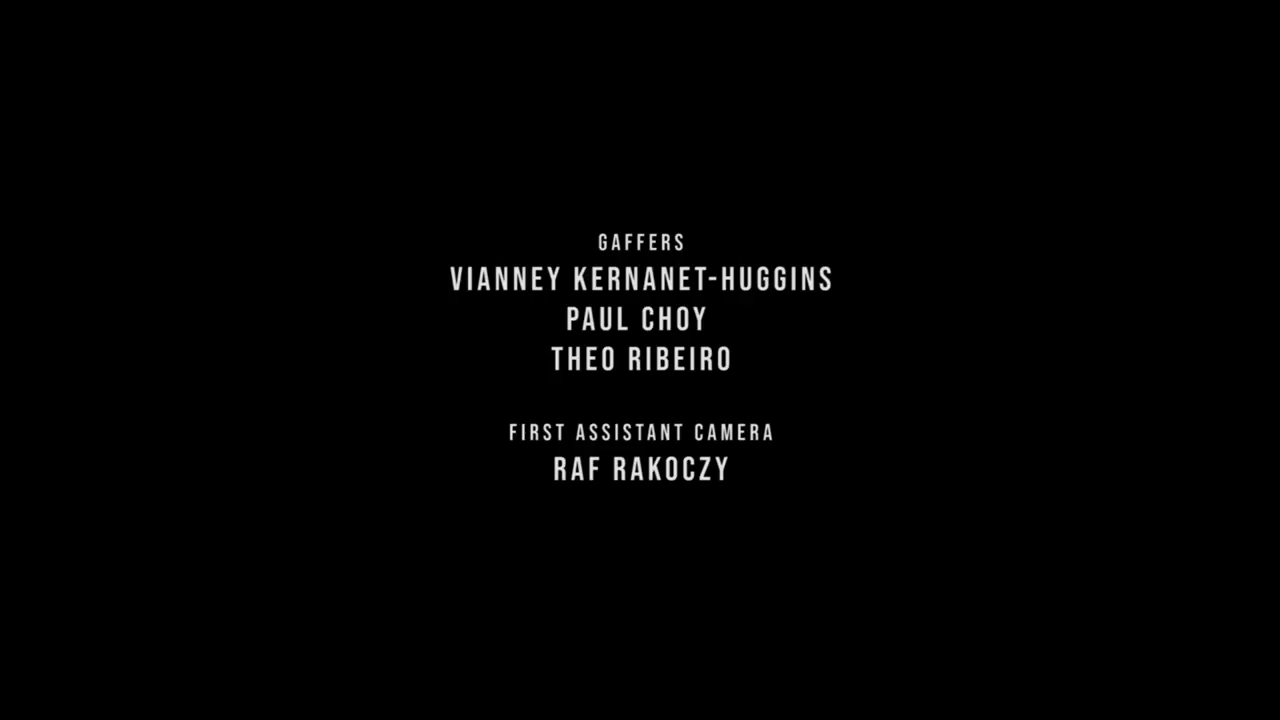 GAFFERS
VIANNEY KERNANET-HUGGINS
PAUL CHOY
THEO RIBEIRO
FIRST ASSISTANT CAMERA
RAF RAKOCZY